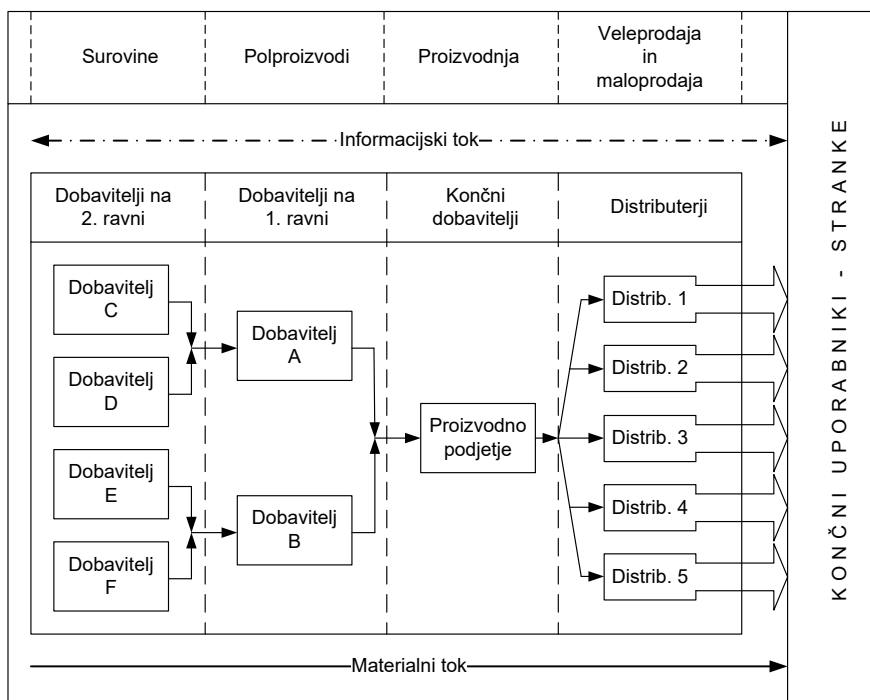 Surovine
Polproizvodi
Proizvodnja
Veleprodaja
in
maloprodaja
Informacijski tok
Dobavitelji na
2. ravni
Dobavitelji na
1. ravni
Končni
dobavitelji
Distributerji
Dobavitelj
C
Dobavitelj
D
Dobavitelj
E
Dobavitelj
F
Dobavitelj
A
Dobavitelj
B
Proizvodno
podjetje
Distrib. 1
Distrib. 2
Distrib. 3
Distrib. 4
Distrib. 5
Materialni tok
KONČNI UPORABNIKI - STRANKE